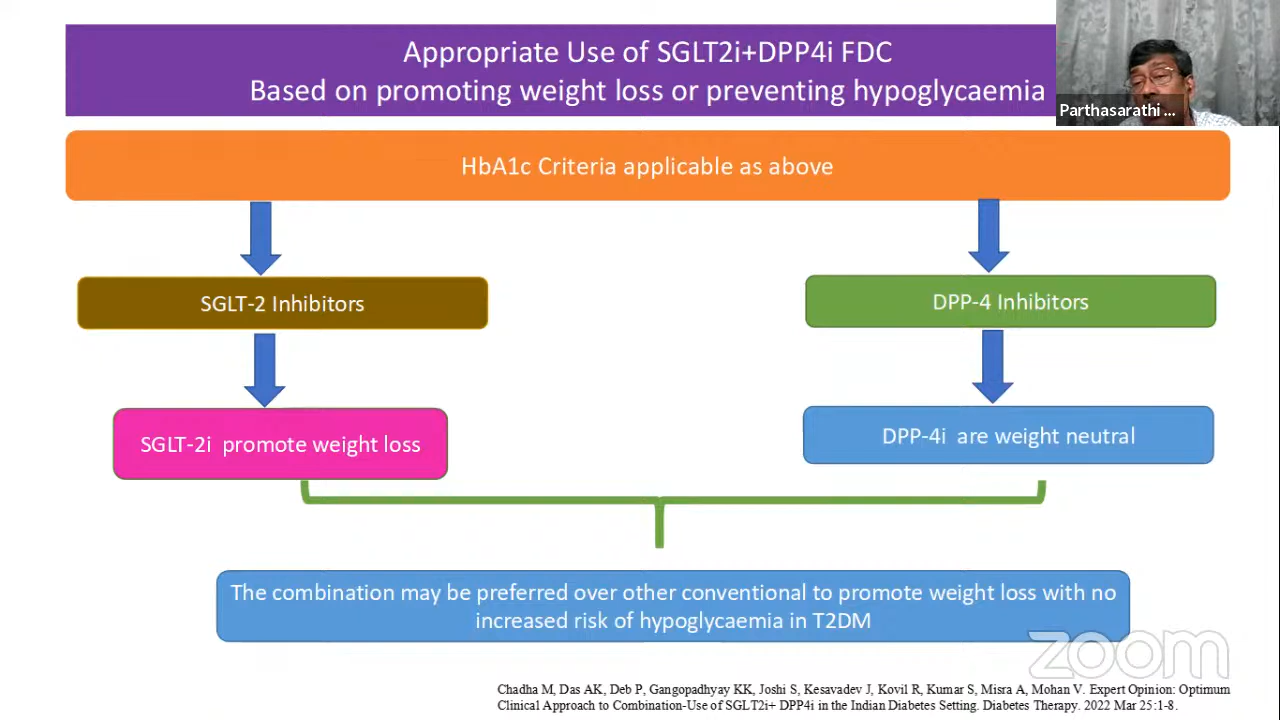 Appropriate Use of SGLT2i+DPP4i FDC
Based on promoting weight loss or preventing hypoglycaemia
Parthasarathi ...
HbA1c Criteria applicable as above
SGLT-2 Inhibitors
DPP-4 Inhibitors
SGLT-2i promote weight loss
DPP-4i are weight neutral
The combination may be preferred over other conventional to promote weight loss with no
increased risk of hypoglycaemia in T2DM
zoom
Chadha M, Das AK, Deb P, Gangopadhyay KK, Joshi S, Kesavadev J, Kovil R, Kumar S, Misra A, Mohan V. Expert Opinion: Optimum
Clinical Approach to Combination-Use of SGLT2i+ DPP4i in the Indian Diabetes Setting. Diabetes Therapy. 2022 Mar 25:1-8.